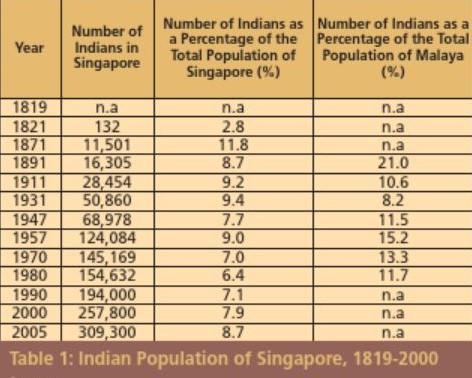 Year | Number of Indians in Singapore | Number of Indians as a Percentage of the Total Population of Singapore (%) | Number of Indians as a Percentage of the Total Population of Malaya (%)
1819 | n.a | n.a | n.a
1821 | 132 | 2.8 | n.a
1871 | 11,501 | 11.8 | n.a
1891 | 16,305 | 8.7 | 21.0
1911 | 28,454 | 9.2 | 10.6
1931 | 50,860 | 9.4 | 8.2
1947 | 68,978 | 7.7 | 11.5
1957 | 124,084 | 9.0 | 15.2
1970 | 145,169 | 7.0 | 13.3
1980 | 154,632 | 6.4 | 11.7
1990 | 194,000 | 7.1 | n.a
2000 | 257,800 | 7.9 | n.a
2005 | 309,300 | 8.7 | n.a
Table 1: Indian Population of Singapore, 1819-2000